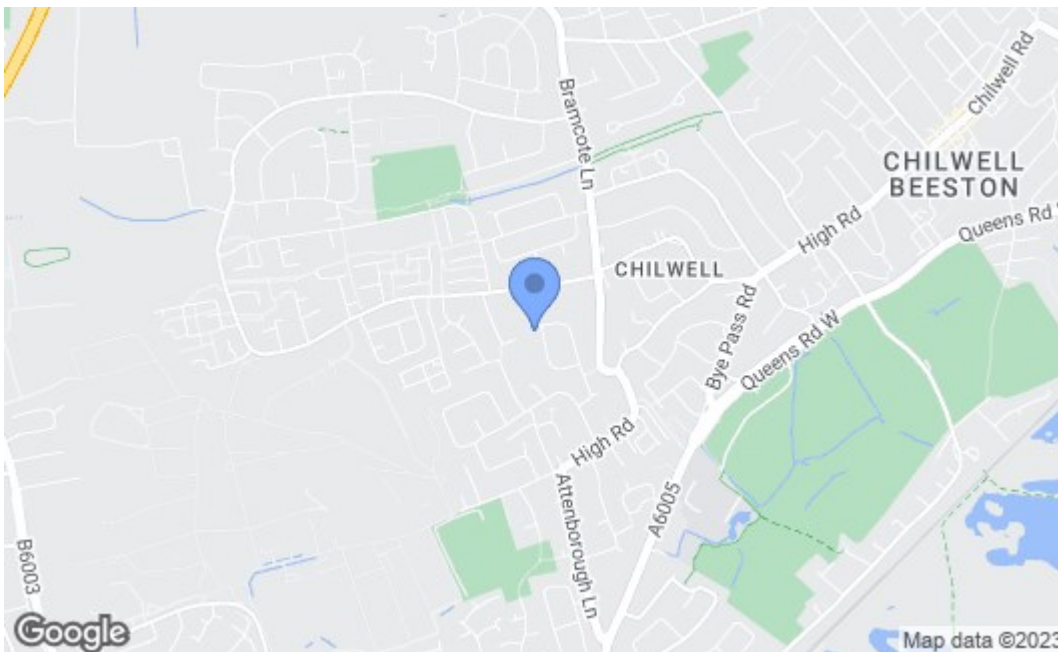 Bramcote Ln
Chilwell Rd
CHILWELL
BEESTON
High Rd
Queens Rd
CHILWELL
Bye Pass Rd
Queens Rd W
High Rd
Attenborough Ln
A6005
B6003
Google
Map data ©2023